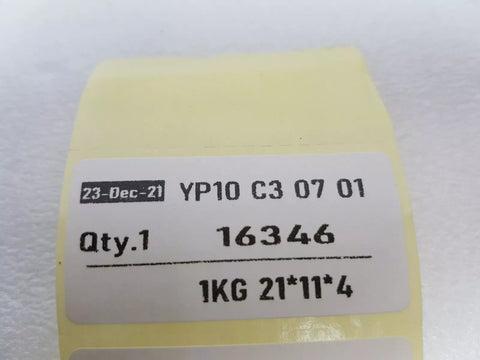 23-Dec-21 YP10 C3 07 01
Qty.1 16346
1KG 21*11*4